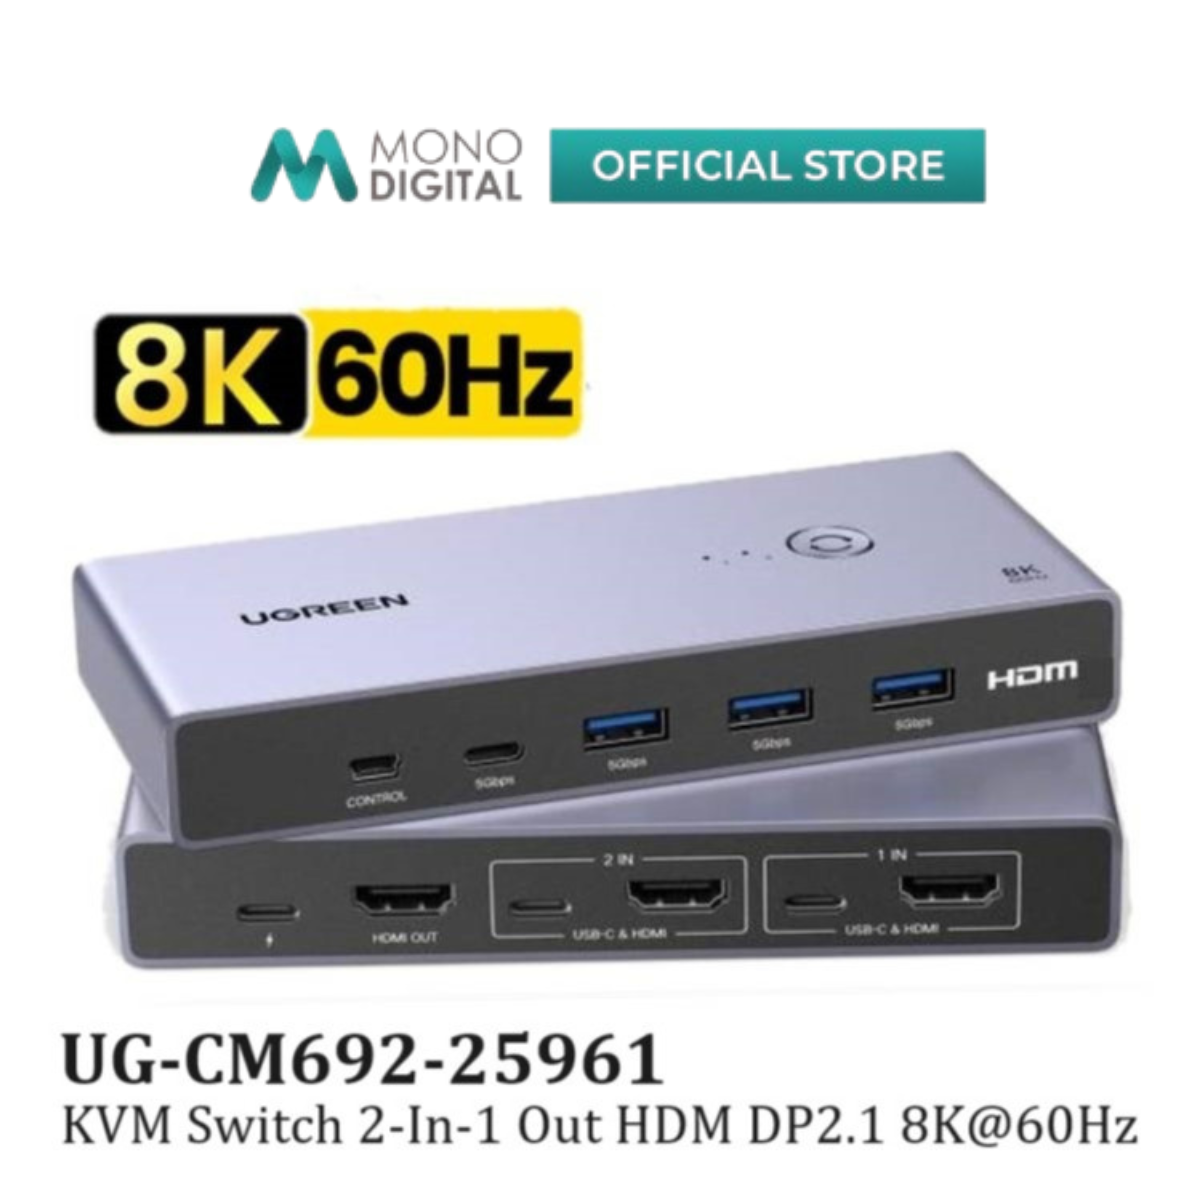 MONO
DIGITAL
OFFICIAL STORE
8K 60Hz
UGREEN
8K
60Hz
HDMI
CONTROL
5Gbps
5Gbps
5Gbps
5Gbps
2 IN
1 IN
HDMI OUT
USB-C & HDMI
USB-C & HDMI
UG-CM692-25961
KVM Switch 2-In-1 Out HDM DP2.1 8K@60Hz